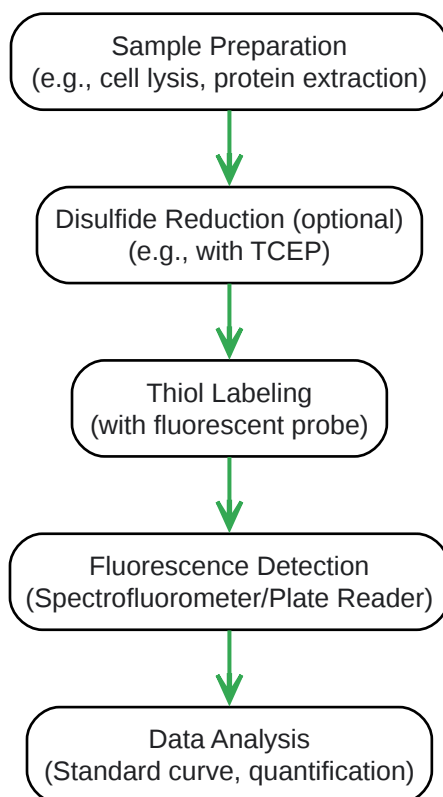 Sample Preparation
(e.g., cell lysis, protein extraction)
Disulfide Reduction (optional)
(e.g., with TCEP)
Thiol Labeling
(with fluorescent probe)
Fluorescence Detection
(Spectrofluorometer/Plate Reader)
Data Analysis
(Standard curve, quantification)